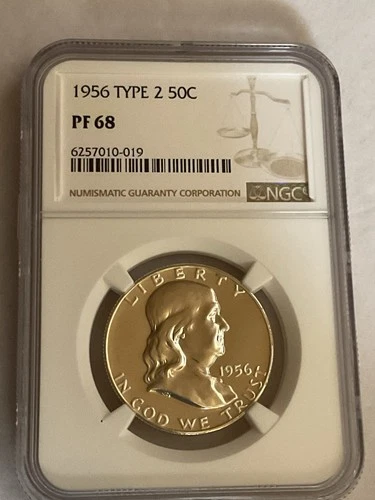 1956 TYPE 2 50C
PF 68
6257010-019
NUMISMATIC GUARANTY CORPORATION
NGC
LIBERTY
1956
IN GOD WE TRUST